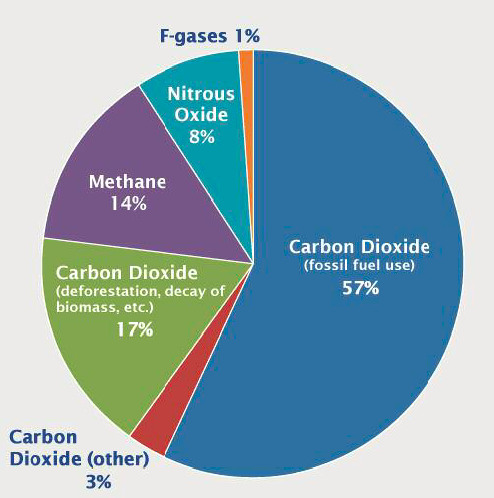 F-gases 1%
Nitrous
Oxide
8%
Methane
14%
Carbon Dioxide
(fossil fuel use)
57%
Carbon Dioxide
(deforestation, decay of
biomass, etc.)
17%
Carbon
Dioxide (other)
3%